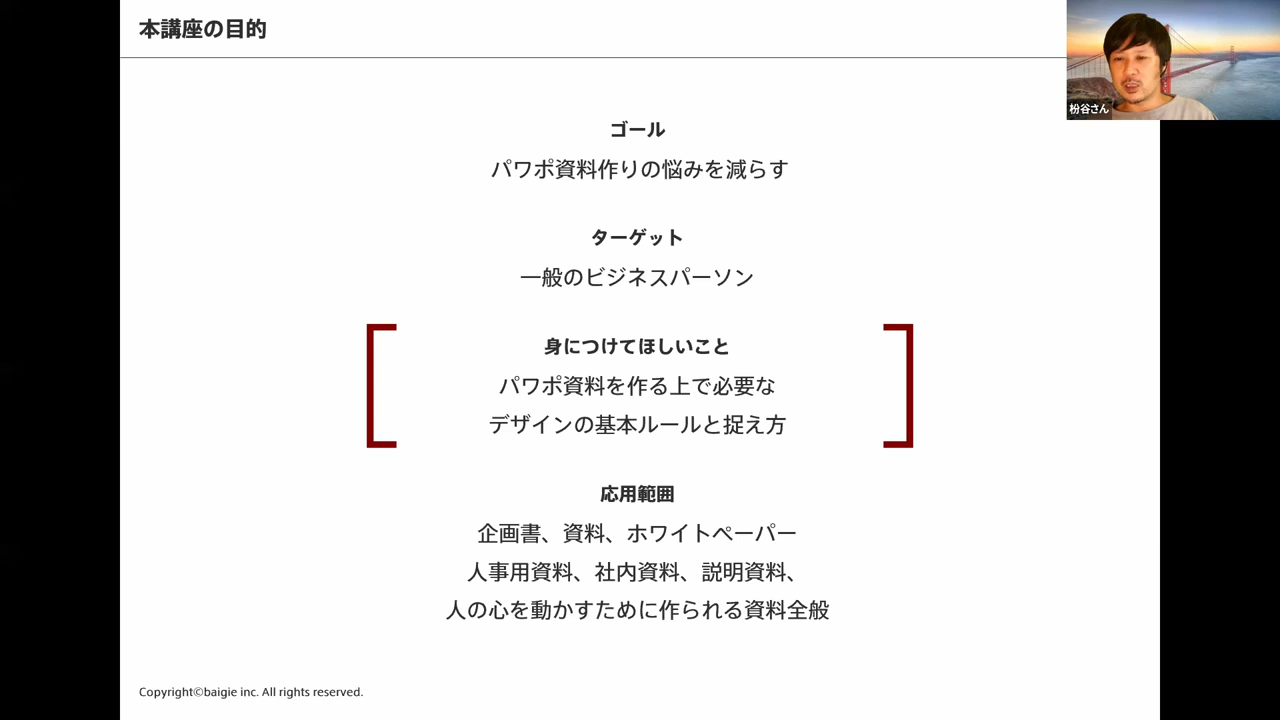 本講座の目的
枌谷さん
ゴール
パワポ資料作りの悩みを減らす
ターゲット
一般のビジネスパーソン
身につけてほしいこと
パワポ資料を作る上で必要な
デザインの基本ルールと捉え方
応用範囲
企画書、資料、ホワイトペーパー
人事用資料、社内資料、説明資料、
人の心を動かすために作られる資料全般
Copyright©baigie inc. All rights reserved.